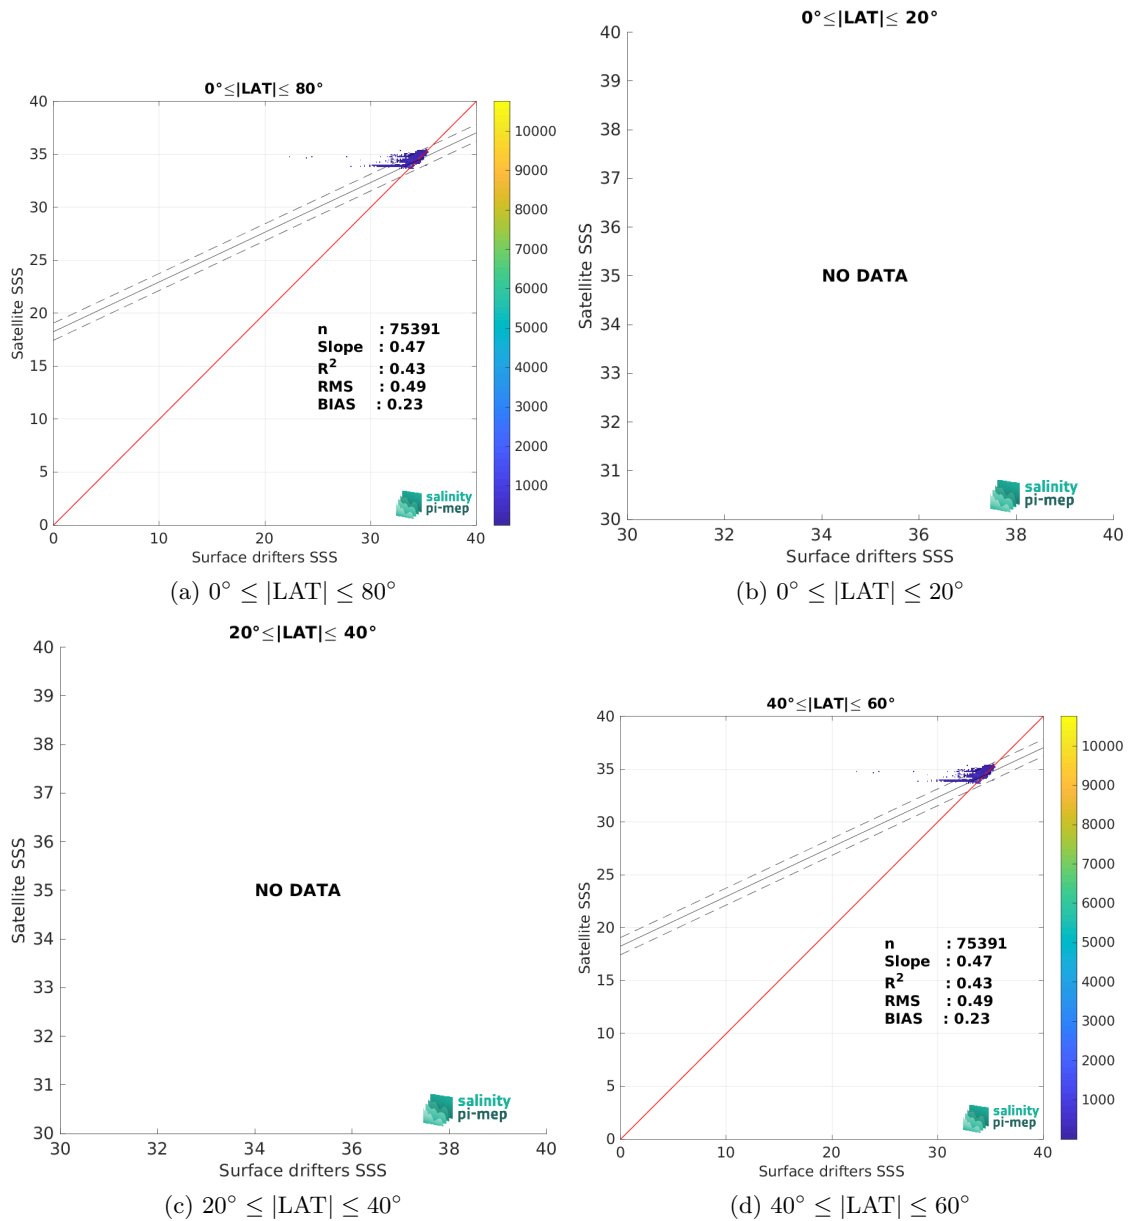 0°≤|LAT|≤ 80°
40
35
30
25
20
15
10
5
0
Satellite SSS
n : 75391
Slope : 0.47
R² : 0.43
RMS : 0.49
BIAS : 0.23
salinity
pi-mep
0 10 20 30 40
Surface drifters SSS
10000
9000
8000
7000
6000
5000
4000
3000
2000
1000
(a) 0° ≤ |LAT| ≤ 80°
0°≤|LAT|≤ 20°
40
39
38
37
36
35
34
33
32
31
30
Satellite SSS
NO DATA
salinity
pi-mep
30 32 34 36 38 40
Surface drifters SSS
(b) 0° ≤ |LAT| ≤ 20°
20°≤|LAT|≤ 40°
40
39
38
37
36
35
34
33
32
31
30
Satellite SSS
NO DATA
salinity
pi-mep
30 32 34 36 38 40
Surface drifters SSS
(c) 20° ≤ |LAT| ≤ 40°
40°≤|LAT|≤ 60°
40
35
30
25
20
15
10
5
0
Satellite SSS
n : 75391
Slope : 0.47
R² : 0.43
RMS : 0.49
BIAS : 0.23
salinity
pi-mep
0 10 20 30 40
Surface drifters SSS
10000
9000
8000
7000
6000
5000
4000
3000
2000
1000
(d) 40° ≤ |LAT| ≤ 60°